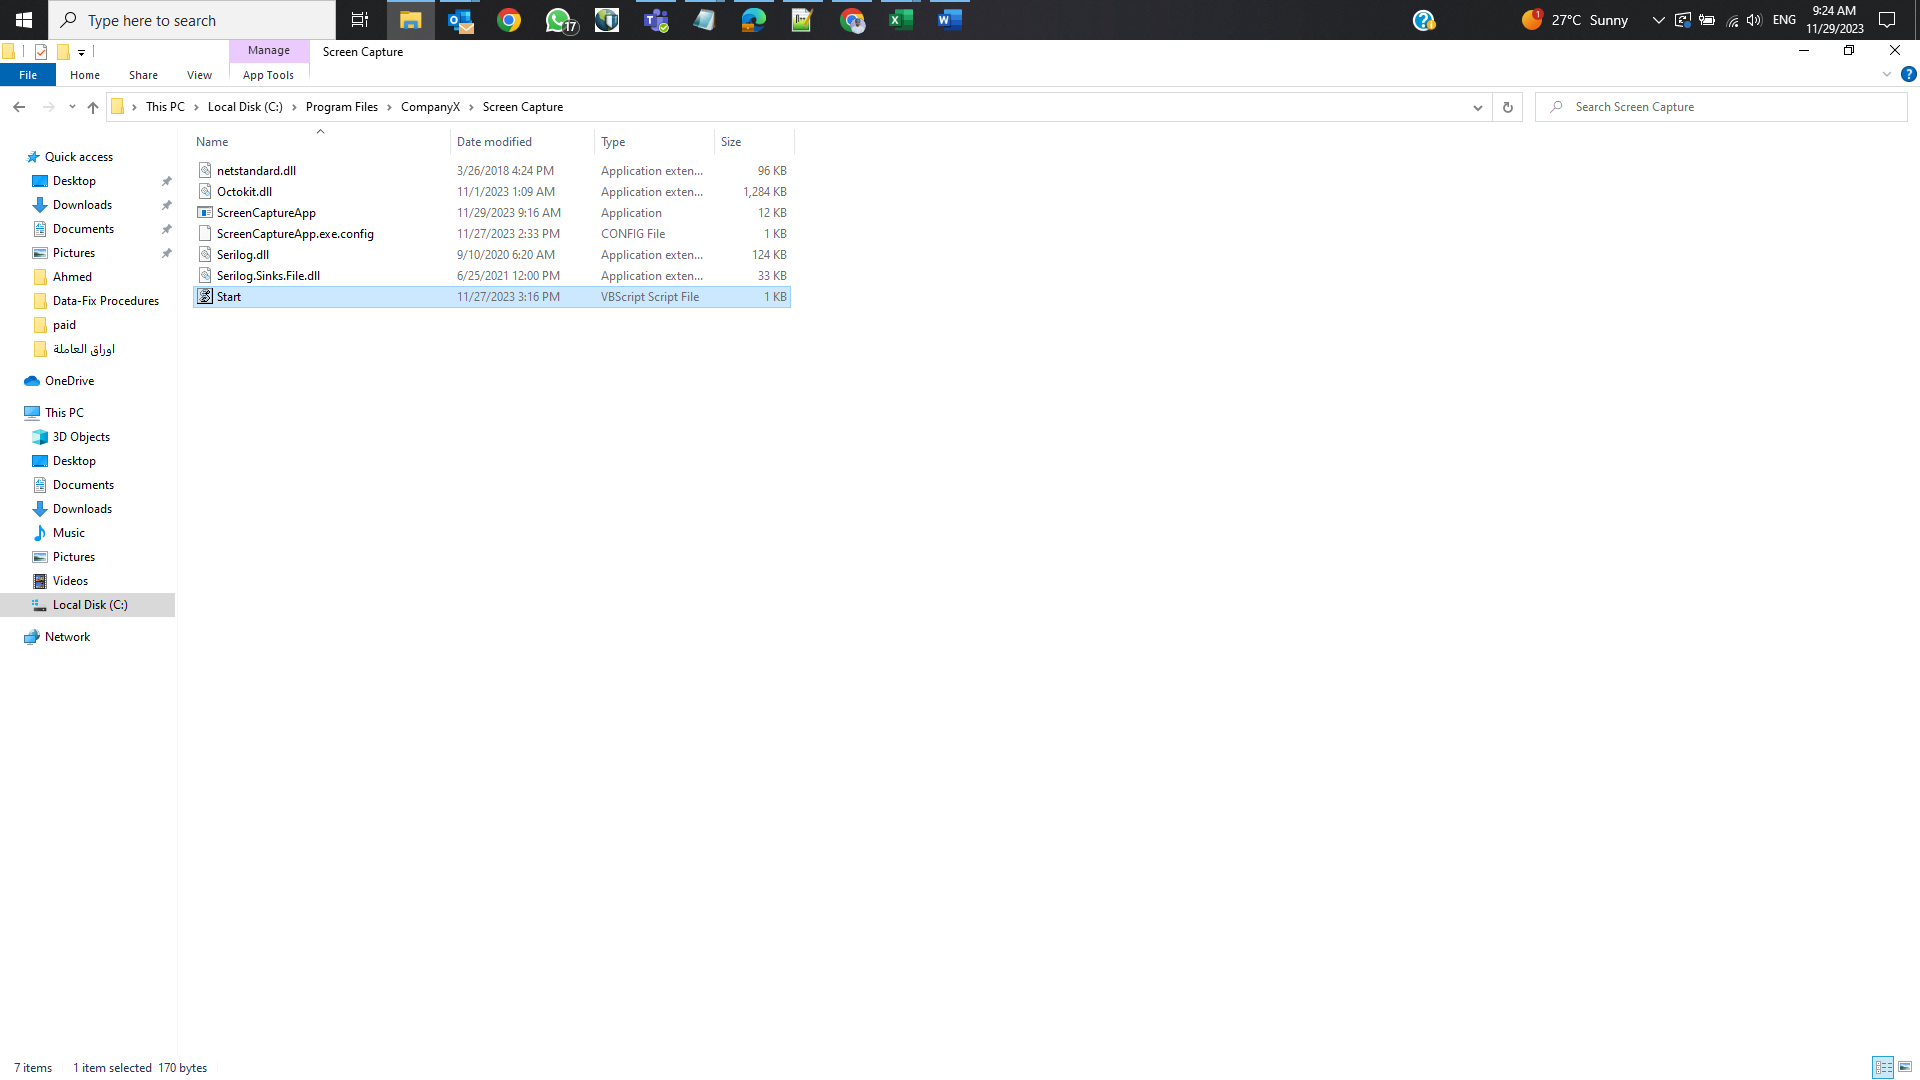 Type here to search
17
1
27°C Sunny
ENG
9:24 AM
11/29/2023
Manage
Screen Capture
File
Home
Share
View
App Tools
This PC
Local Disk (C:)
Program Files
CompanyX
Screen Capture
Search Screen Capture
Name
Date modified
Type
Size
netstandard.dll 3/26/2018 4:24 PM Application exten... 96 KB
Octokit.dll 11/1/2023 1:09 AM Application exten... 1,284 KB
ScreenCaptureApp 11/29/2023 9:16 AM Application 12 KB
ScreenCaptureApp.exe.config 11/27/2023 2:33 PM CONFIG File 1 KB
Serilog.dll 9/10/2020 6:20 AM Application exten... 124 KB
Serilog.Sinks.File.dll 6/25/2021 12:00 PM Application exten... 33 KB
Start 11/27/2023 3:16 PM VBScript Script File 1 KB
Quick access
Desktop
Downloads
Documents
Pictures
Ahmed
Data-Fix Procedures
paid
اوراق العاملة
OneDrive
This PC
3D Objects
Desktop
Documents
Downloads
Music
Pictures
Videos
Local Disk (C:)
Network
7 items
1 item selected 170 bytes